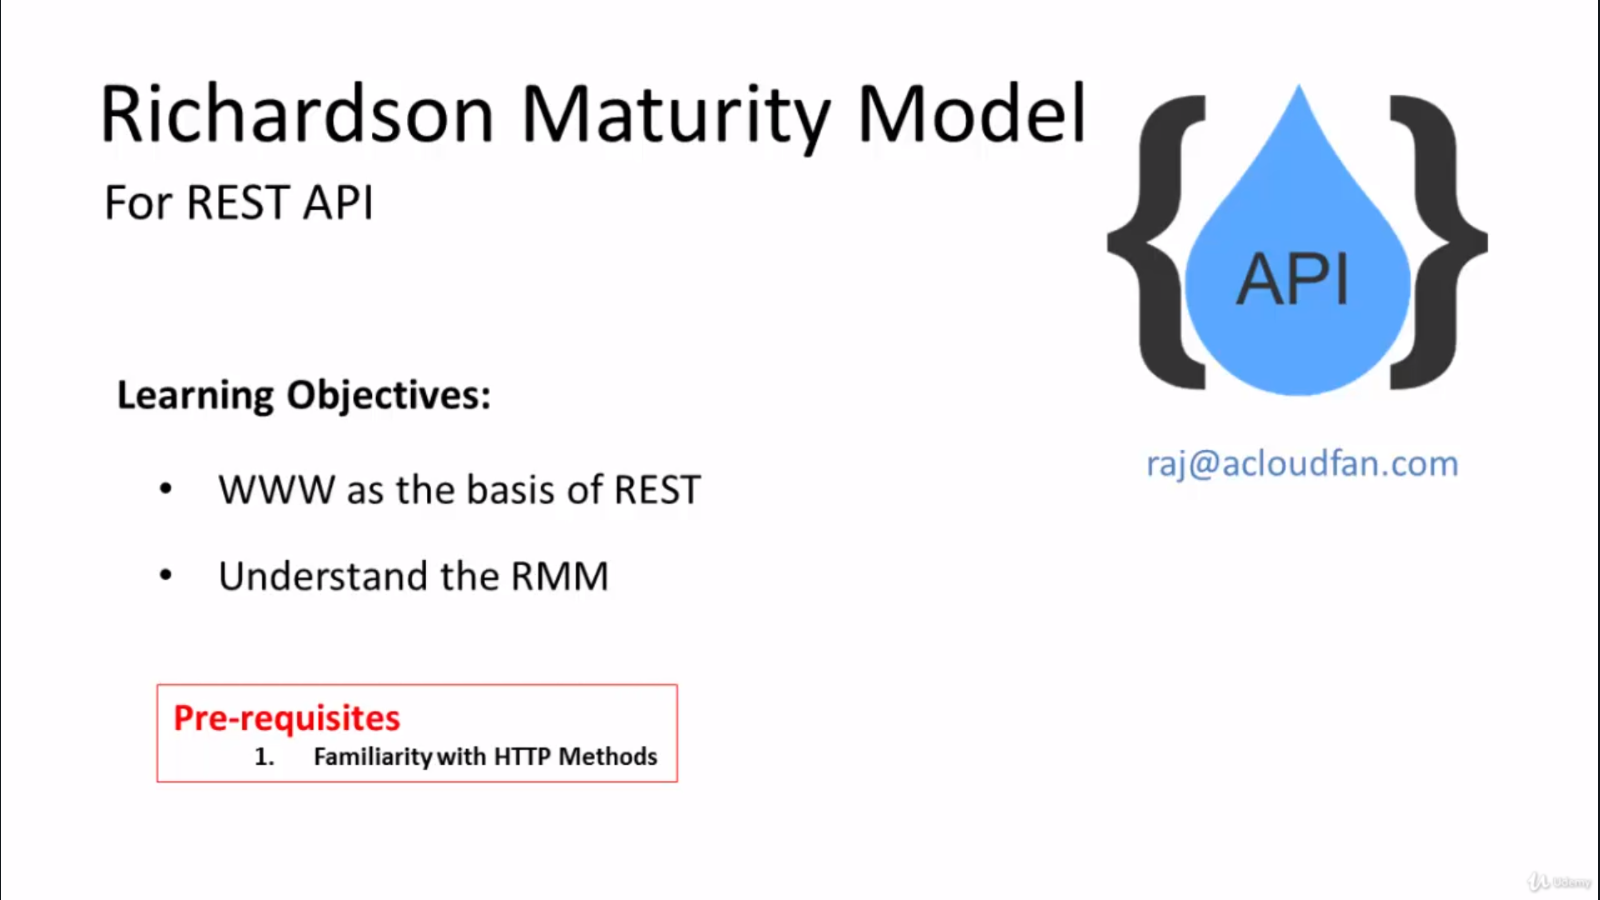 Richardson Maturity Model
For REST API
API
raj@acloudfan.com
Learning Objectives:
• WWW as the basis of REST
• Understand the RMM
Pre-requisites
1. Familiarity with HTTP Methods
Udemy